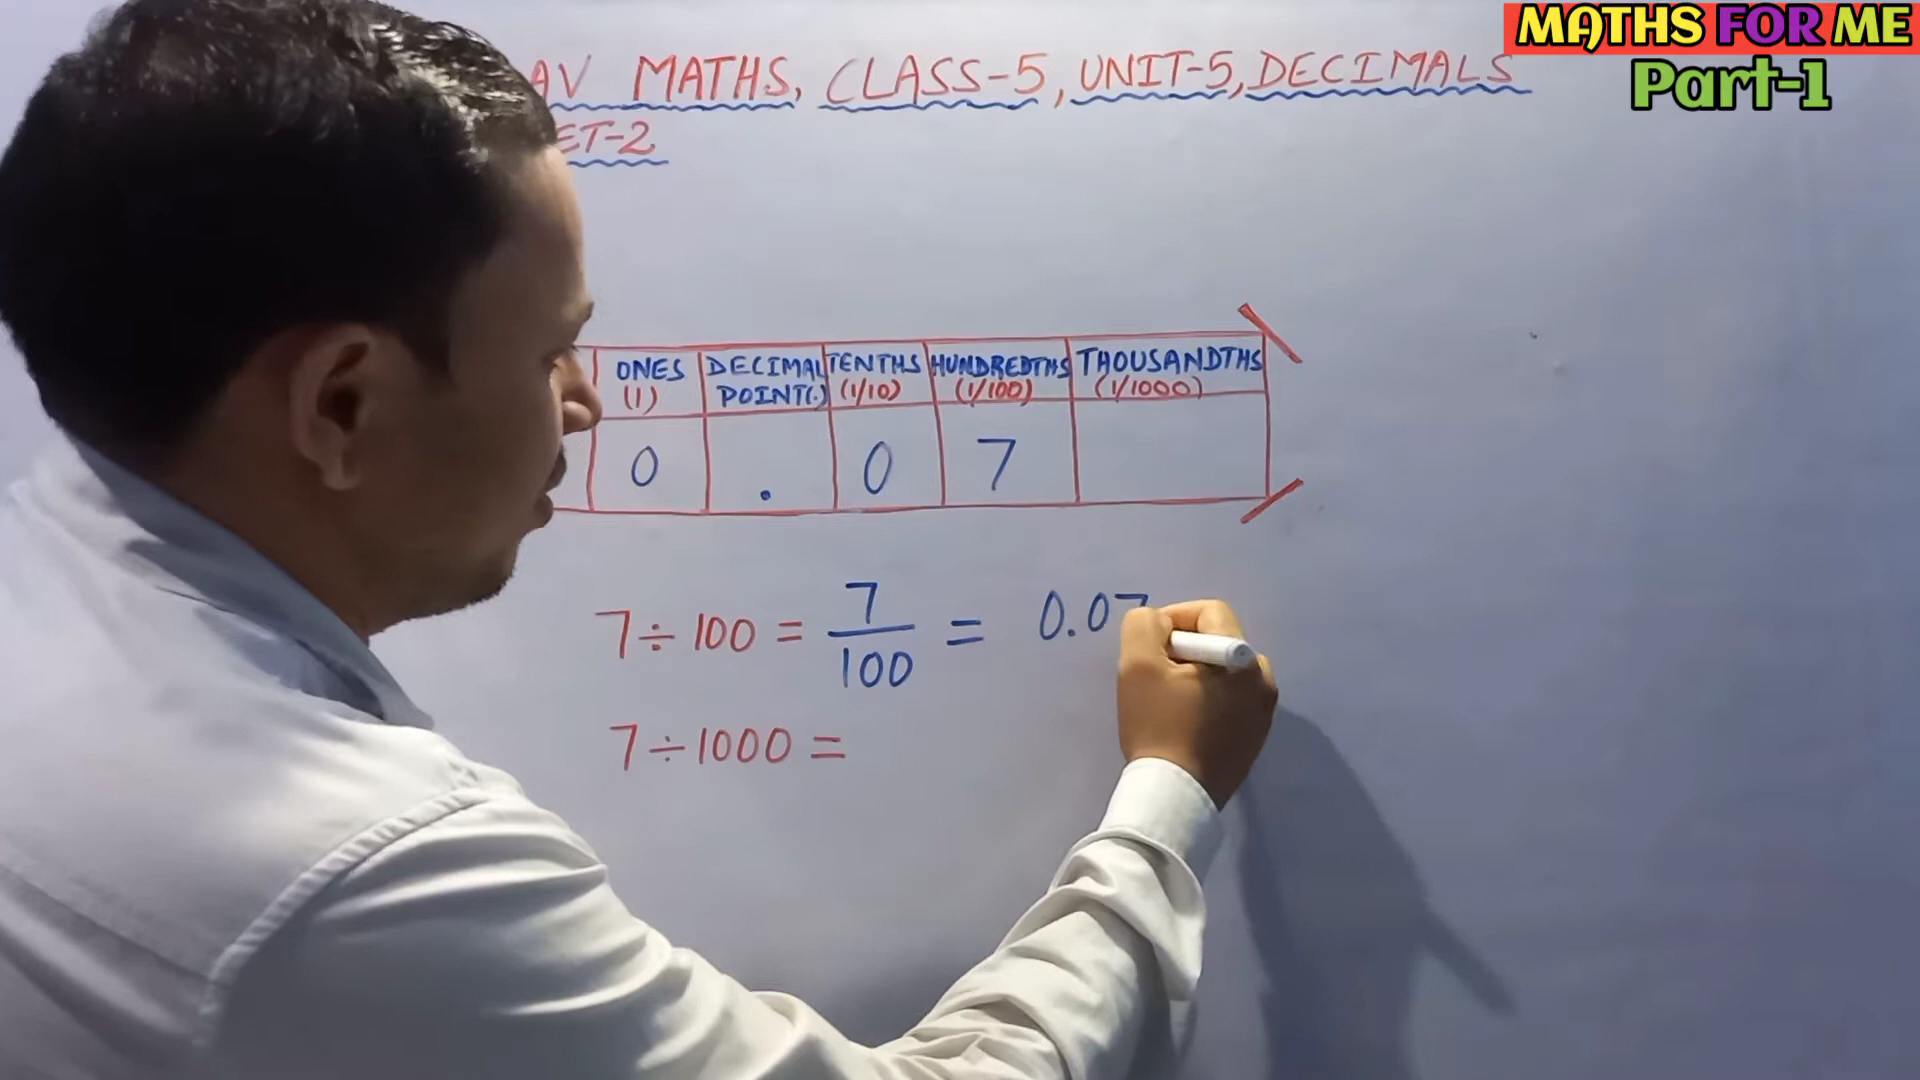 MATHS FOR ME
Part-1
AV MATHS, CLASS-5, UNIT-5, DECIMALS
ET-2
ONES DECIMAL TENTHS HUNDREDTHS THOUSANDTHS
(1) POINT(.) (1/10) (1/100) (1/1000)
0 . 0 7
7 ÷ 100 = 7/100 = 0.07
7 ÷ 1000 =